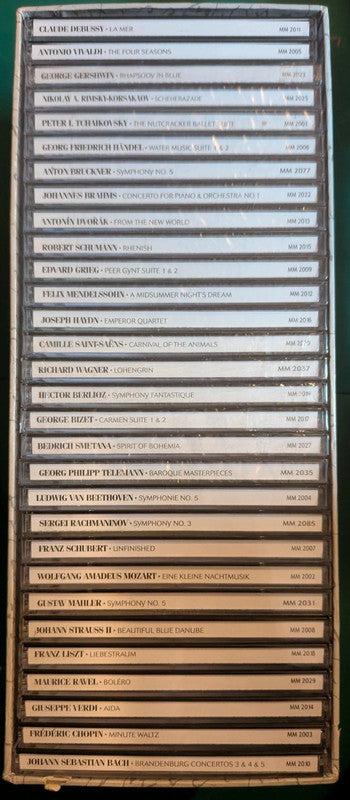 CLAUDE DEBUSSY • LA MER MM 2011
ANTONIO VIVALDI • THE FOUR SEASONS MM 2005
GEORGE GERSHWIN • RHAPSODY IN BLUE MM 2023
NIKOLAY A. RIMSKY-KORSAKOV • SCHEHERAZADE MM 2025
PETER I. TCHAIKOVSKY • THE NUTCRACKER BALLET SUITE MM 2001
GEORG FRIEDRICH HÄNDEL • WATER MUSIC SUITE 1 & 2 MM 2006
ANTON BRUCKNER • SYMPHONY NO. 5 MM 2077
JOHANNES BRAHMS • CONCERTO FOR PIANO & ORCHESTRA NO.1 MM 2022
ANTONÍN DVOŘÁK • FROM THE NEW WORLD MM 2013
ROBERT SCHUMANN • RHENISH MM 2015
EDVARD GRIEG • PEER GYNT SUITE 1 & 2 MM 2009
FELIX MENDELSSOHN • A MIDSUMMER NIGHT'S DREAM MM 2012
JOSEPH HAYDN • EMPEROR QUARTET MM 2016
CAMILLE SAINT-SAËNS • CARNIVAL OF THE ANIMALS MM
RICHARD WAGNER • LOHENGRIN MM 2037
HECTOR BERLIOZ • SYMPHONY FANTASTIQUE MM
GEORGE BIZET • CARMEN SUITE 1 & 2 MM 2017
BEDRICH SMETANA • SPIRIT OF BOHEMIA MM 2027
GEORG PHILIPP TELEMANN • BAROQUE MASTERPIECES MM 2035
LUDWIG VAN BEETHOVEN • SYMPHONIE NO. 5 MM 2004
SERGEI RACHMANINOV • SYMPHONY NO. 3 MM 2085
FRANZ SCHUBERT • UNFINISHED MM 2007
WOLFGANG AMADEUS MOZART • EINE KLEINE NACHTMUSIK MM 2002
GUSTAV MAHLER • SYMPHONY NO. 5 MM 2031
JOHANN STRAUSS II • BEAUTIFUL BLUE DANUBE MM 2008
FRANZ LISZT • LIEBESTRAUM MM 2018
MAURICE RAVEL • BOLÉRO MM 2029
GIUSEPPE VERDI • AIDA MM 2014
FRÉDÉRIC CHOPIN • MINUTE WALTZ MM 2003
JOHANN SEBASTIAN BACH • BRANDENBURG CONCERTOS 3 & 4 & 5 MM 2010